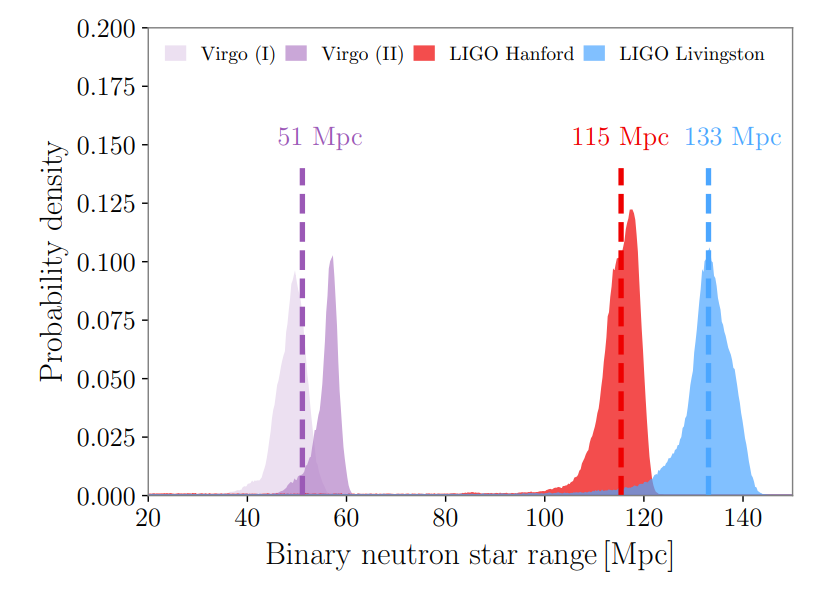 0.200
0.175
0.150
0.125
0.100
0.075
0.050
0.025
0.000
Probability density
Virgo (I) Virgo (II) LIGO Hanford LIGO Livingston
51 Mpc 115 Mpc 133 Mpc
20 40 60 80 100 120 140
Binary neutron star range [Mpc]